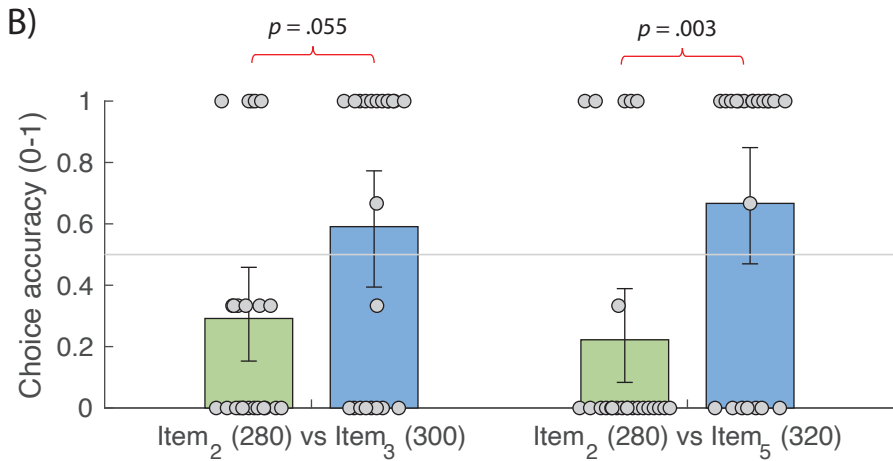 B)
p = .055
p = .003
Choice accuracy (0-1)
1
0.8
0.6
0.4
0.2
0
Item2 (280) vs Item3 (300)
Item2 (280) vs Item5 (320)